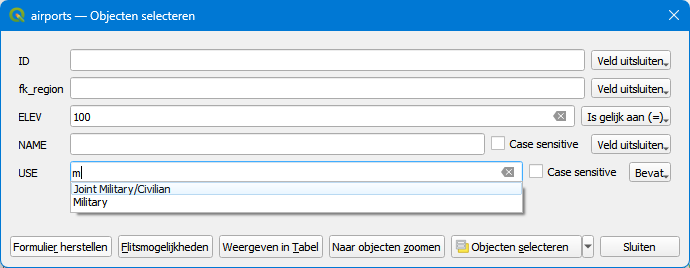 airports — Objecten selecteren
ID Veld uitsluiten
fk_region Veld uitsluiten
ELEV 100 Is gelijk aan (=)
NAME Case sensitive Veld uitsluiten
USE m Case sensitive Bevat
Joint Military/Civilian
Military
Formulier herstellen Flitsmogelijkheden Weergeven in Tabel Naar objecten zoomen Objecten selecteren Sluiten